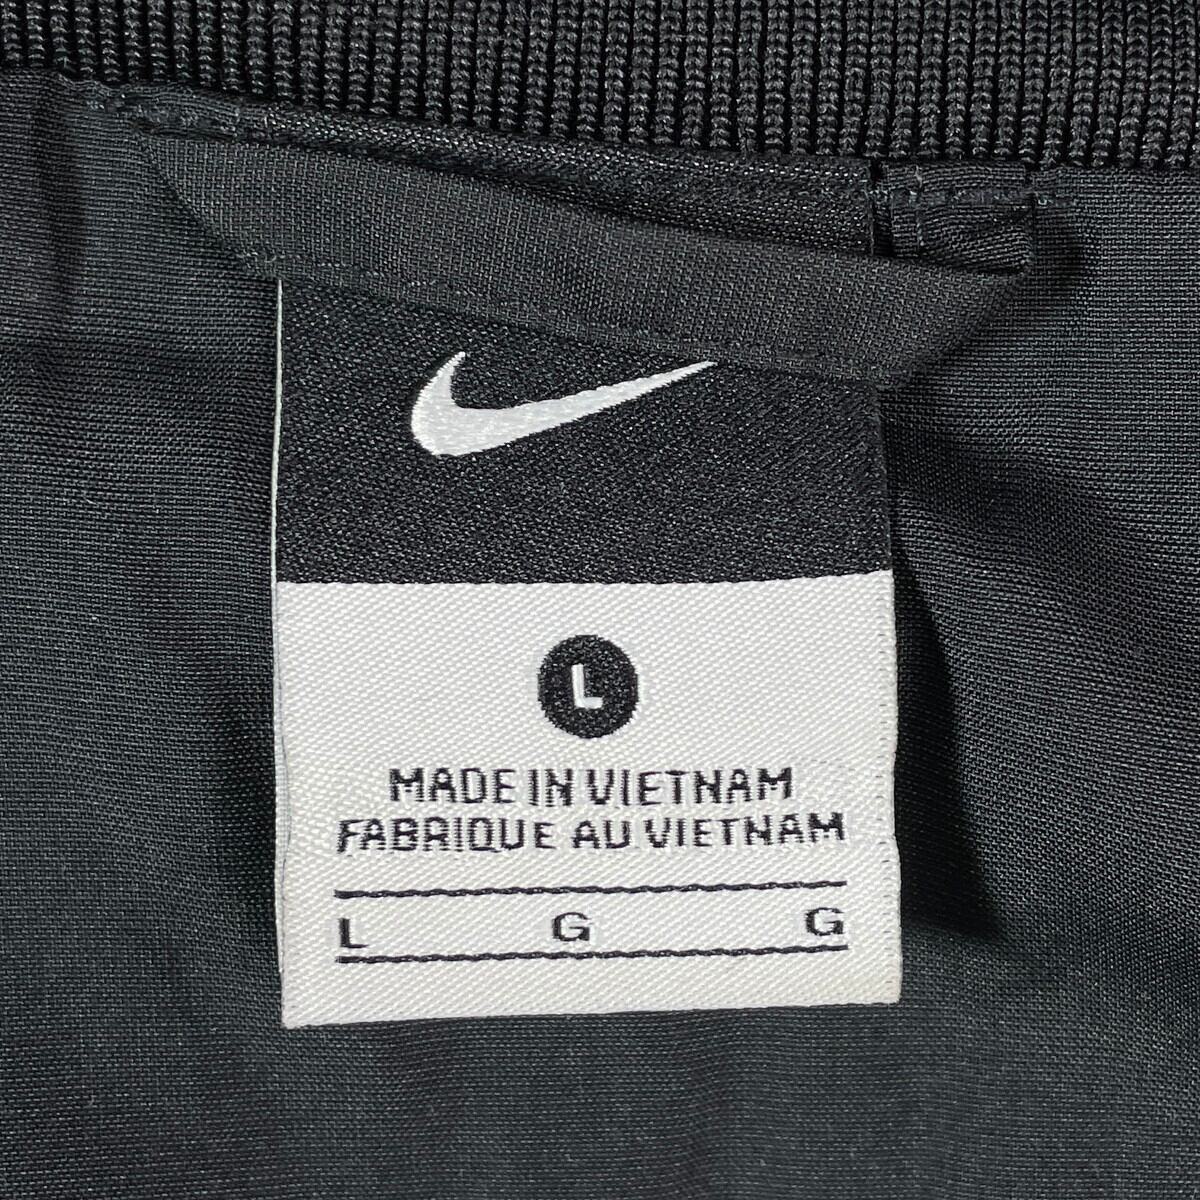 L
MADE IN VIETNAM
FABRIQUE AU VIETNAM
L G G